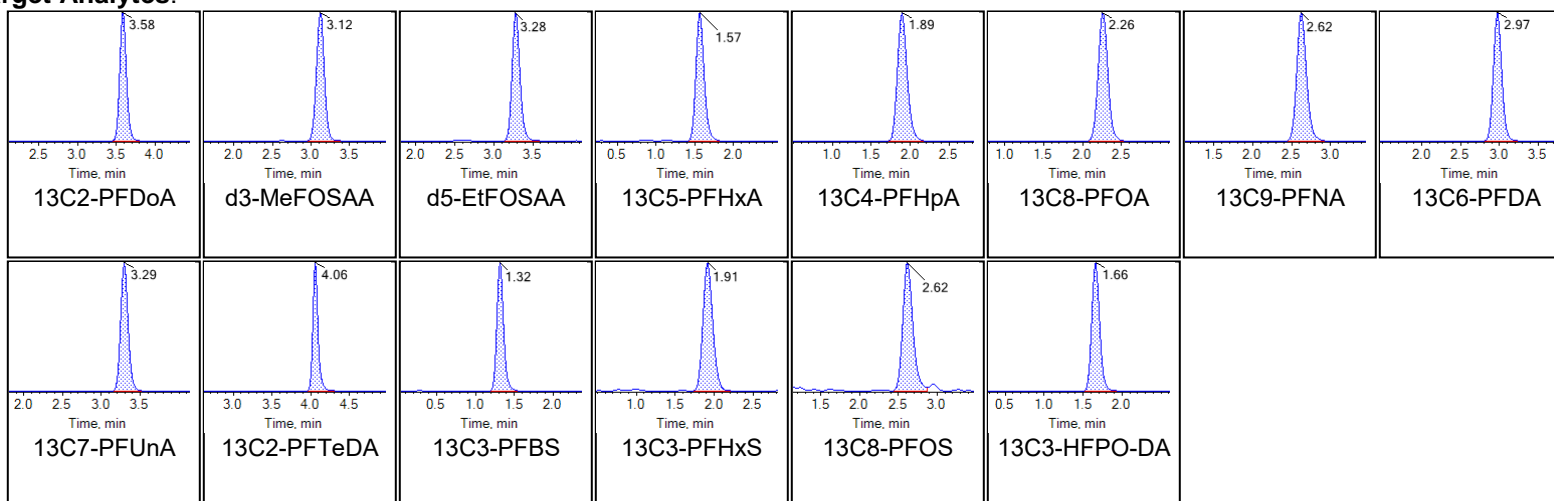 rget Analytes:
3.58 3.12 3.28 1.57 1.89 2.26 2.62 2.97
2.5 3.0 3.5 4.0 2.0 2.5 3.0 3.5 2.0 2.5 3.0 3.5 0.5 1.0 1.5 2.0 1.0 1.5 2.0 2.5 1.0 1.5 2.0 2.5 1.5 2.0 2.5 3.0 2.0 2.5 3.0 3.5
Time, min Time, min Time, min Time, min Time, min Time, min Time, min Time, min
13C2-PFDoA d3-MeFOSAA d5-EtFOSAA 13C5-PFHxA 13C4-PFHpA 13C8-PFOA 13C9-PFNA 13C6-PFDA
3.29 4.06 1.32 1.91 2.62 1.66
2.0 2.5 3.0 3.5 3.0 3.5 4.0 4.5 0.5 1.0 1.5 2.0 1.0 1.5 2.0 2.5 1.5 2.0 2.5 3.0 0.5 1.0 1.5 2.0
Time, min Time, min Time, min Time, min Time, min Time, min
13C7-PFUnA 13C2-PFTeDA 13C3-PFBS 13C3-PFHxS 13C8-PFOS 13C3-HFPO-DA